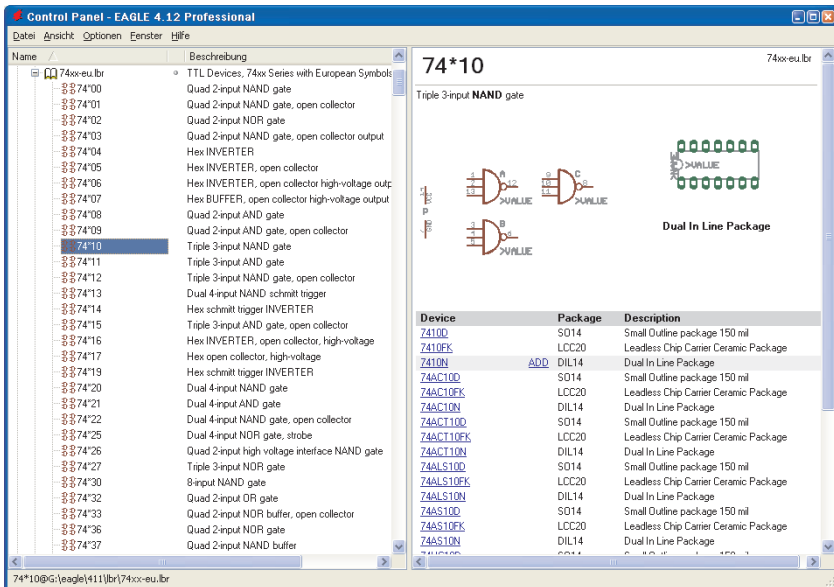 Control Panel - EAGLE 4.12 Professional
Datei Ansicht Optionen Fenster Hilfe
Name Beschreibung
74xx-eu.lbr TTL Devices, 74xx Series with European Symbols
74*00 Quad 2-input NAND gate
74*01 Quad 2-input NAND gate, open collector
74*02 Quad 2-input NOR gate
74*03 Quad 2-input NAND gate, open collector output
74*04 Hex INVERTER
74*05 Hex INVERTER, open collector
74*06 Hex INVERTER, open collector high-voltage outp
74*07 Hex BUFFER, open collector high-voltage output
74*08 Quad 2-input AND gate
74*09 Quad 2-input AND gate, open collector
74*10 Triple 3-input NAND gate
74*11 Triple 3-input AND gate
74*12 Triple 3-input NAND gate, open collector
74*13 Dual 4-input NAND schmitt trigger
74*14 Hex schmitt trigger INVERTER
74*15 Triple 3-input AND gate, open collector
74*16 Hex INVERTER, open collector, high-voltage
74*17 Hex open collector, high-voltage
74*19 Hex schmitt trigger INVERTER
74*20 Dual 4-input NAND gate
74*21 Dual 4-input AND gate
74*22 Dual 4-input NAND gate, open collector
74*25 Dual 4-input NOR gate, strobe
74*26 Quad 2-input high voltage interface NAND gate
74*27 Triple 3-input NOR gate
74*30 8-input NAND gate
74*32 Quad 2-input OR gate
74*33 Quad 2-input NOR buffer, open collector
74*36 Quad 2-input NOR gate
74*37 Quad 2-input NAND buffer
74*10
74xx-eu.lbr
Triple 3-input NAND gate
1 2 13 A 12 >VALUE
9 10 11 C 8 >VALUE
P
VCC
GND
3 4 5 B 6 >VALUE
>NAME
>VALUE
Dual In Line Package
Device Package Description
7410D SO14 Small Outline package 150 mil
7410FK LCC20 Leadless Chip Carrier Ceramic Package
7410N ADD DIL14 Dual In Line Package
74AC10D SO14 Small Outline package 150 mil
74AC10FK LCC20 Leadless Chip Carrier Ceramic Package
74AC10N DIL14 Dual In Line Package
74ACT10D SO14 Small Outline package 150 mil
74ACT10FK LCC20 Leadless Chip Carrier Ceramic Package
74ACT10N DIL14 Dual In Line Package
74ALS10D SO14 Small Outline package 150 mil
74ALS10FK LCC20 Leadless Chip Carrier Ceramic Package
74ALS10N DIL14 Dual In Line Package
74AS10D SO14 Small Outline package 150 mil
74AS10FK LCC20 Leadless Chip Carrier Ceramic Package
74AS10N DIL14 Dual In Line Package
74*10@G:\eagle\411\lbr\74xx-eu.lbr